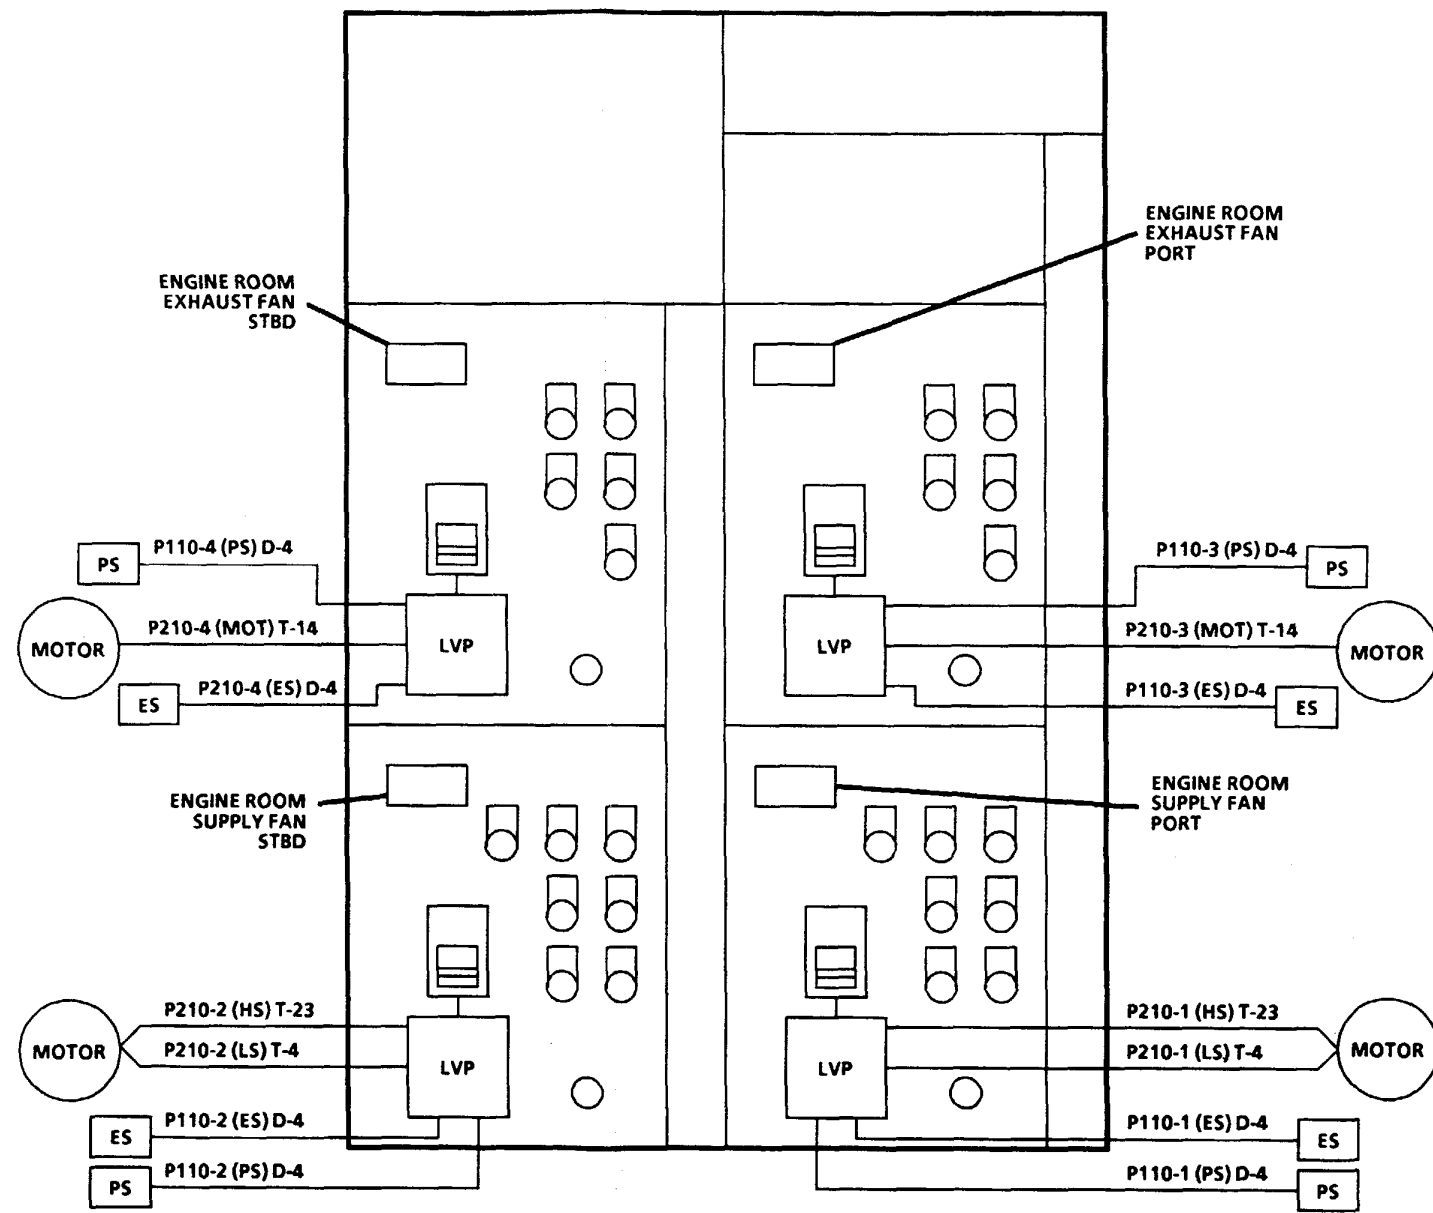 ENGINE ROOM
EXHAUST FAN
PORT
ENGINE ROOM
EXHAUST FAN
STBD
P110-4 (PS) D-4
PS
P210-4 (MOT) T-14
MOTOR
P210-4 (ES) D-4
ES
LVP
LVP
P110-3 (PS) D-4
PS
P210-3 (MOT) T-14
MOTOR
P110-3 (ES) D-4
ES
ENGINE ROOM
SUPPLY FAN
STBD
ENGINE ROOM
SUPPLY FAN
PORT
P210-2 (HS) T-23
MOTOR
P210-2 (LS) T-4
P110-2 (ES) D-4
ES
P110-2 (PS) D-4
PS
LVP
LVP
P210-1 (HS) T-23
MOTOR
P210-1 (LS) T-4
P110-1 (ES) D-4
ES
P110-1 (PS) D-4
PS